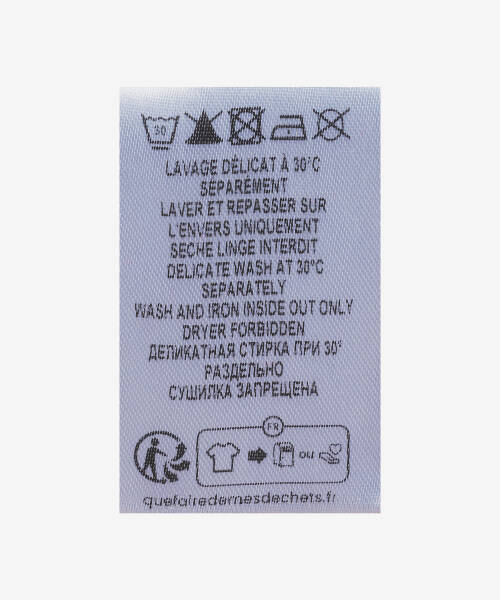 30
LAVAGE DÉLICAT À 30°C
SÉPARÉMENT
LAVER ET REPASSER SUR
L'ENVERS UNIQUEMENT
SECHE LINGE INTERDIT
DELICATE WASH AT 30°C
SEPARATELY
WASH AND IRON INSIDE OUT ONLY
DRYER FORBIDDEN
ДЕЛИКАТНАЯ СТИРКА ПРИ 30°
РАЗДЕЛЬНО
СУШИЛКА ЗАПРЕЩЕНА
FR
ou
quefairedemesdechets.fr